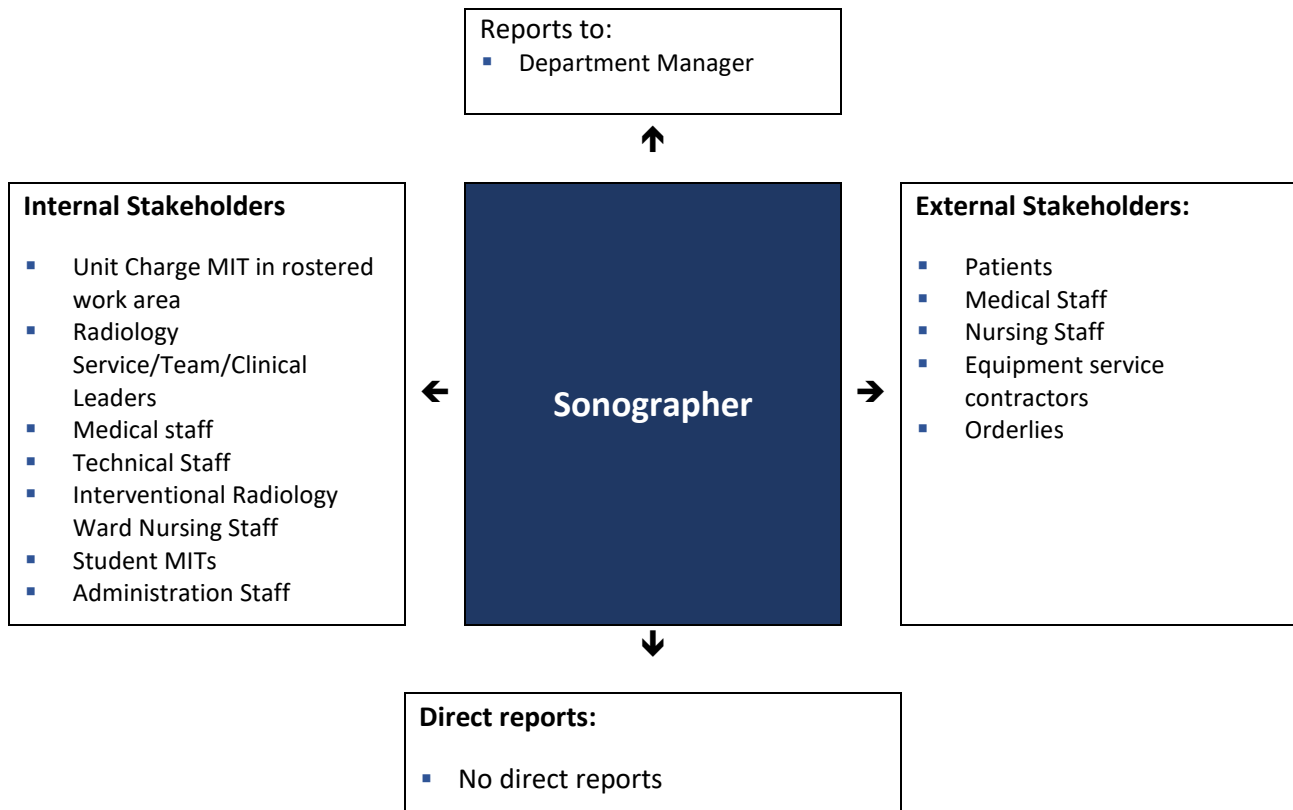 Reports to:
▪ Department Manager
Internal Stakeholders
▪ Unit Charge MIT in rostered
work area
▪ Radiology
Service/Team/Clinical
Leaders
▪ Medical staff
▪ Technical Staff
▪ Interventional Radiology
Ward Nursing Staff
▪ Student MITs
▪ Administration Staff
Sonographer
External Stakeholders:
▪ Patients
▪ Medical Staff
▪ Nursing Staff
▪ Equipment service
contractors
▪ Orderlies
Direct reports:
▪ No direct reports